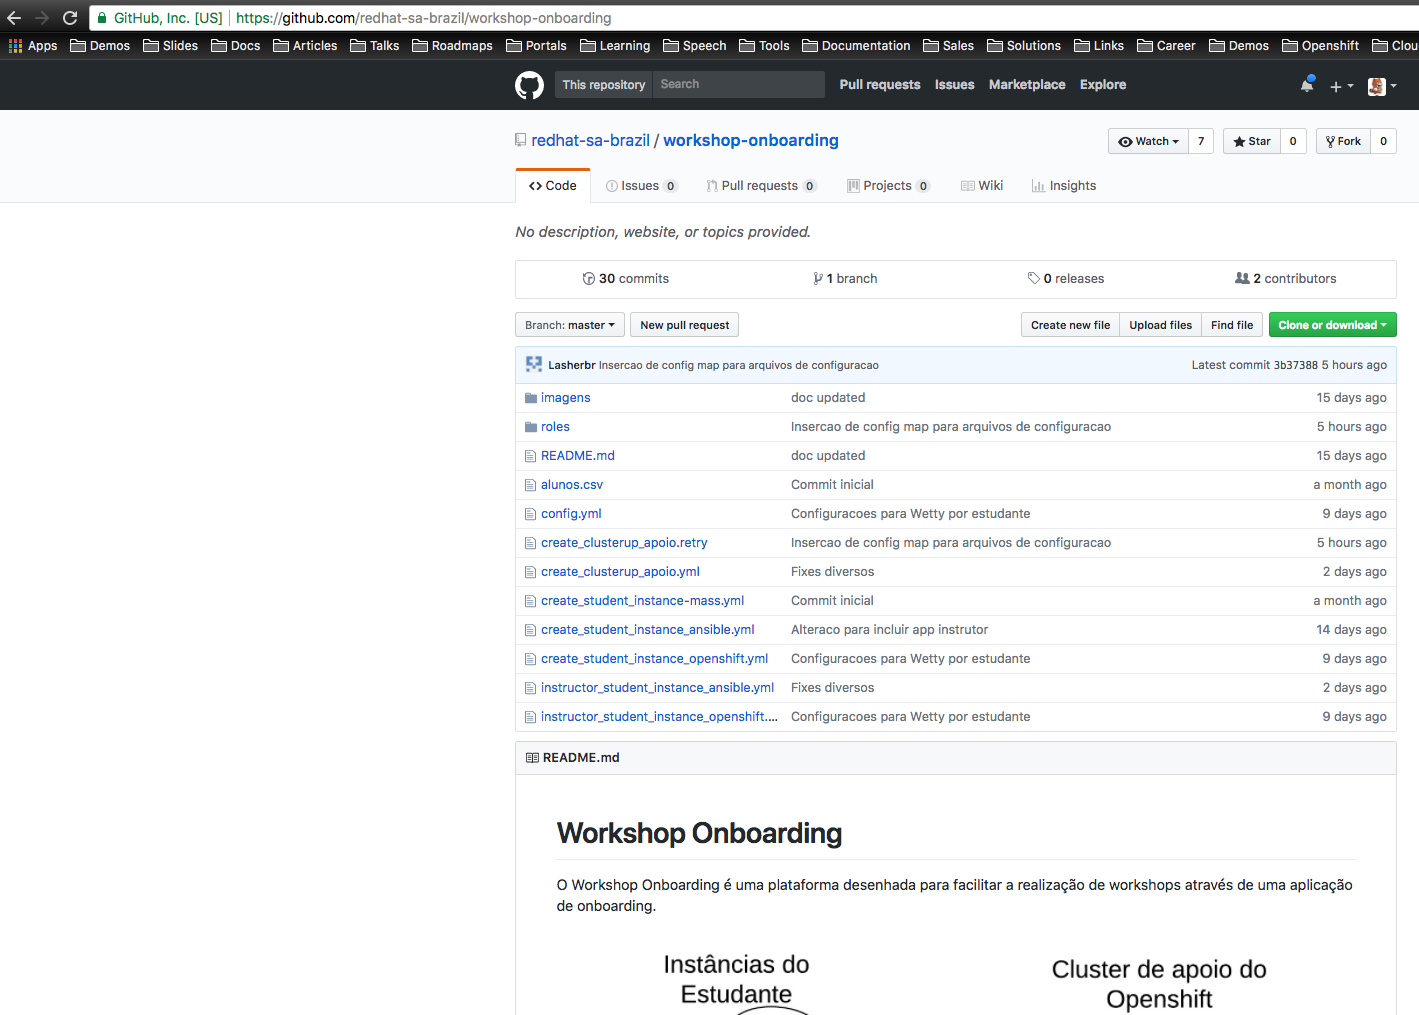 GitHub, Inc. [US] https://github.com/redhat-sa-brazil/workshop-onboarding
Apps Demos Slides Docs Articles Talks Roadmaps Portals Learning Speech Tools Documentation Sales Solutions Links Career Demos Openshift Clou
This repository Search Pull requests Issues Marketplace Explore
redhat-sa-brazil / workshop-onboarding Watch 7 Star 0 Fork 0
Code Issues 0 Pull requests 0 Projects 0 Wiki Insights
No description, website, or topics provided.
30 commits 1 branch 0 releases 2 contributors
Branch: master New pull request Create new file Upload files Find file Clone or download
Lasherbr Insercao de config map para arquivos de configuracao Latest commit 3b37388 5 hours ago
imagens doc updated 15 days ago
roles Insercao de config map para arquivos de configuracao 5 hours ago
README.md doc updated 15 days ago
alunos.csv Commit inicial a month ago
config.yml Configuracoes para Wetty por estudante 9 days ago
create_clusterup_apoio.retry Insercao de config map para arquivos de configuracao 5 hours ago
create_clusterup_apoio.yml Fixes diversos 2 days ago
create_student_instance-mass.yml Commit inicial a month ago
create_student_instance_ansible.yml Alteraco para incluir app instrutor 14 days ago
create_student_instance_openshift.yml Configuracoes para Wetty por estudante 9 days ago
instructor_student_instance_ansible.yml Fixes diversos 2 days ago
instructor_student_instance_openshift.... Configuracoes para Wetty por estudante 9 days ago
README.md
Workshop Onboarding
O Workshop Onboarding é uma plataforma desenhada para facilitar a realização de workshops através de uma aplicação
de onboarding.
Instâncias do
Estudante
Cluster de apoio do
Openshift